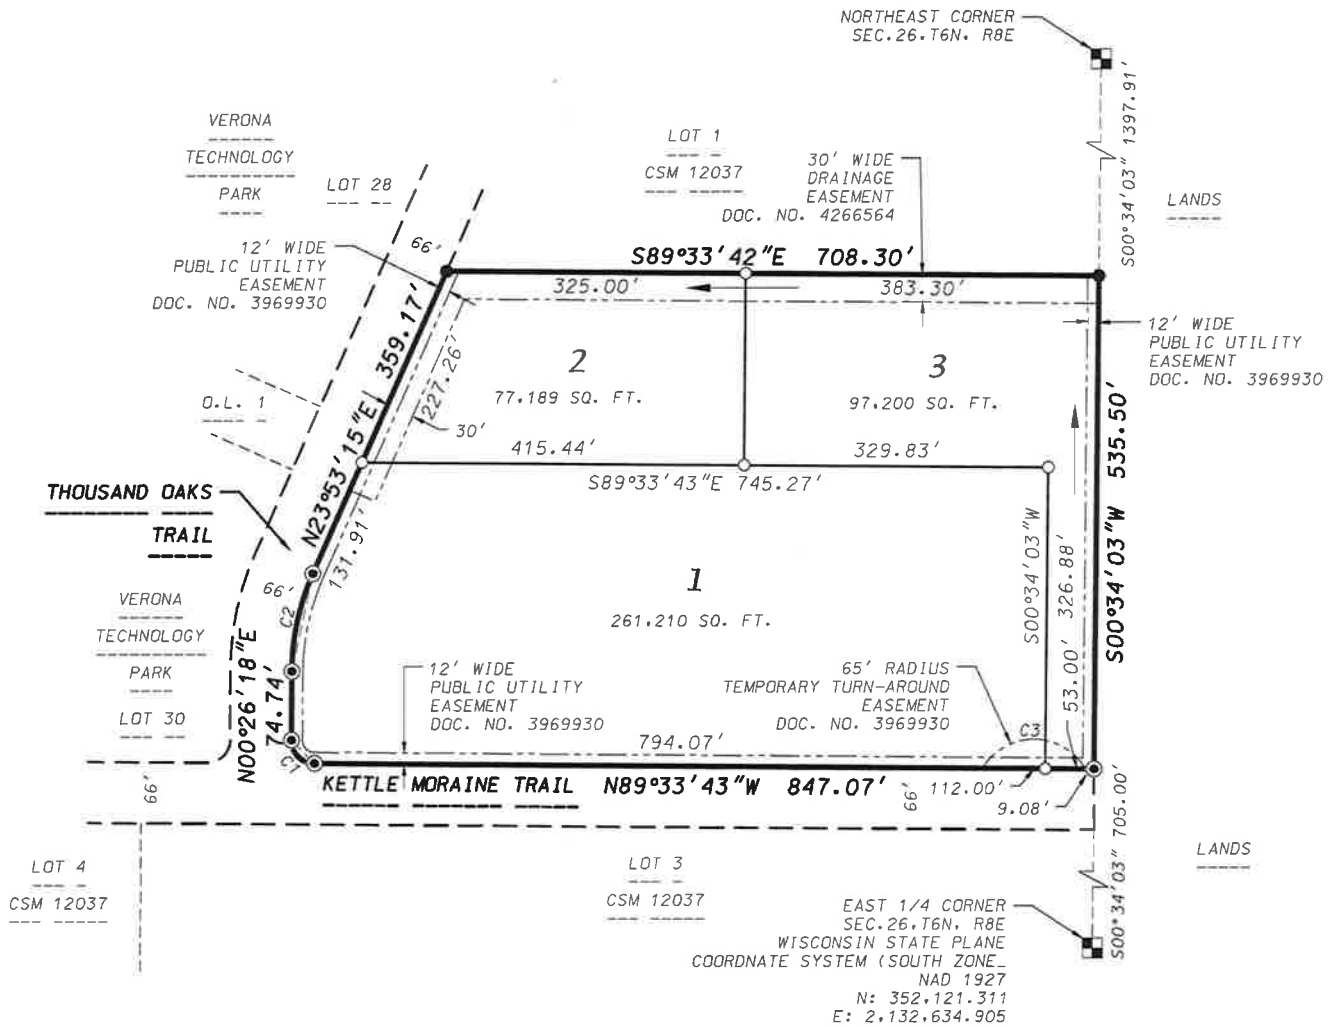 NORTHEAST CORNER
SEC.26.T6N. R8E
S00°34'03" 1397.91'
VERONA
TECHNOLOGY
PARK
LOT 28
LOT 1
CSM 12037
30' WIDE
DRAINAGE
EASEMENT
DOC. NO. 4266564
LANDS
12' WIDE
PUBLIC UTILITY
EASEMENT
DOC. NO. 3969930
66'
S89°33'42"E 708.30'
325.00'
383.30'
12' WIDE
PUBLIC UTILITY
EASEMENT
DOC. NO. 3969930
N23°53'15"E 359.17'
227.26'
30'
2
77.189 SQ. FT.
3
97.200 SQ. FT.
O.L. 1
415.44'
329.83'
S89°33'43"E 745.27'
S00°34'03"W 535.50'
THOUSAND OAKS
TRAIL
131.91'
66'
C2
1
261.210 SQ. FT.
S00°34'03"W
326.88'
53.00'
VERONA
TECHNOLOGY
PARK
LOT 30
N00°26'18"E
74.74'
12' WIDE
PUBLIC UTILITY
EASEMENT
DOC. NO. 3969930
65' RADIUS
TEMPORARY TURN-AROUND
EASEMENT
DOC. NO. 3969930
C3
794.07'
C1
KETTLE MORAINE TRAIL N89°33'43"W 847.07'
66'
66'
112.00'
9.08'
S00°34'03" 705.00'
LOT 4
CSM 12037
LOT 3
CSM 12037
LANDS
EAST 1/4 CORNER
SEC.26.T6N. R8E
WISCONSIN STATE PLANE
COORDNATE SYSTEM (SOUTH ZONE_
NAD 1927
N: 352.121.311
E: 2.132.634.905